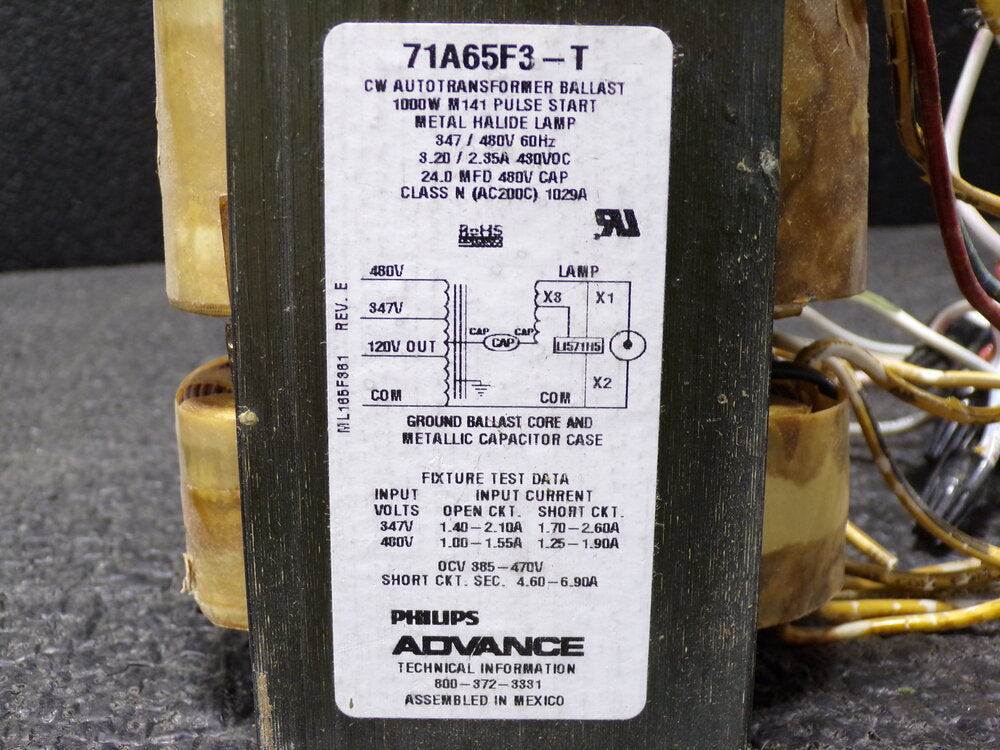 71A65F3-T
CW AUTOTRANSFORMER BALLAST
1000W M141 PULSE START
METAL HALIDE LAMP
347 / 480V 60Hz
3.20 / 2.35A 430VOC
24.0 MFD 480V CAP
CLASS N (AC200C) 1029A
RoHS
RU
480V
LAMP
X3
X1
347V
CAP
CAP
CAP
120V OUT
LI571H5
X2
COM
COM
ML165F361 REV. E
GROUND BALLAST CORE AND
METALLIC CAPACITOR CASE
FIXTURE TEST DATA
INPUT INPUT CURRENT
VOLTS OPEN CKT. SHORT CKT.
347V 1.40-2.10A 1.70-2.60A
480V 1.00-1.55A 1.25-1.90A
OCV 385-470V
SHORT CKT. SEC. 4.60-6.90A
PHILIPS
ADVANCE
TECHNICAL INFORMATION
800-372-3331
ASSEMBLED IN MEXICO